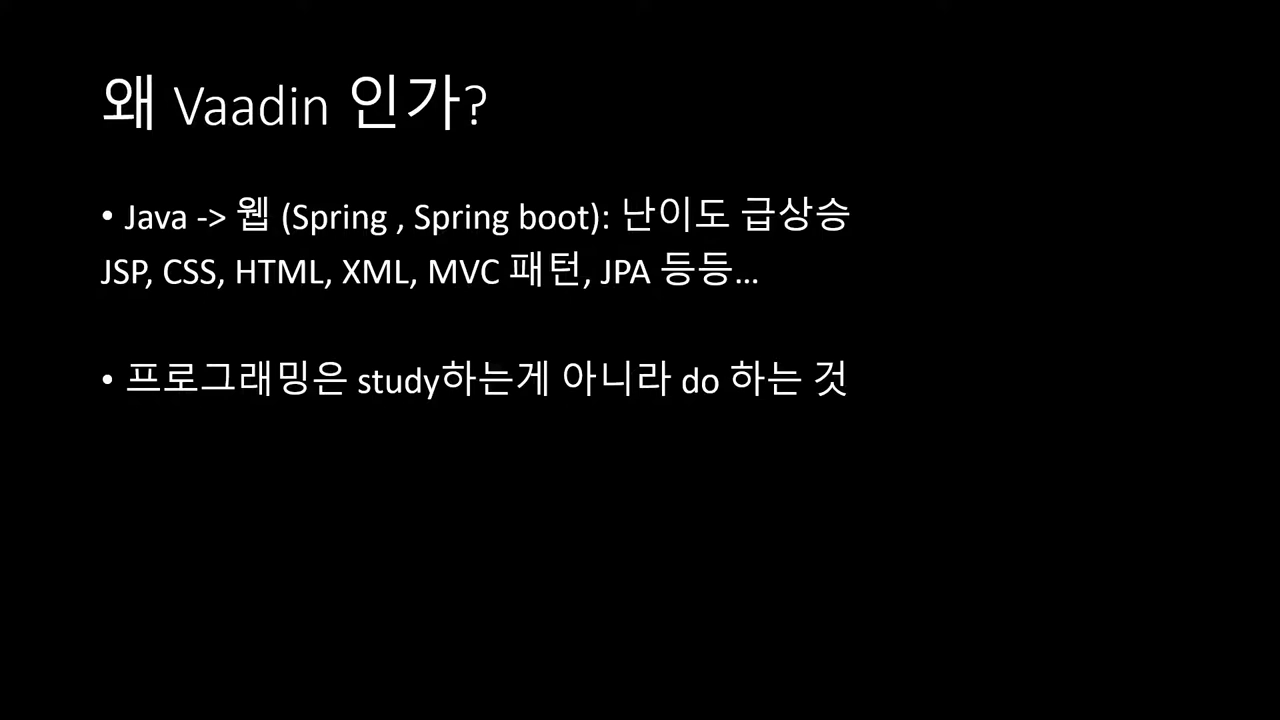 왜 Vaadin 인가?
• Java -> 웹 (Spring , Spring boot): 난이도 급상승
JSP, CSS, HTML, XML, MVC 패턴, JPA 등등...
• 프로그래밍은 study하는게 아니라 do 하는 것